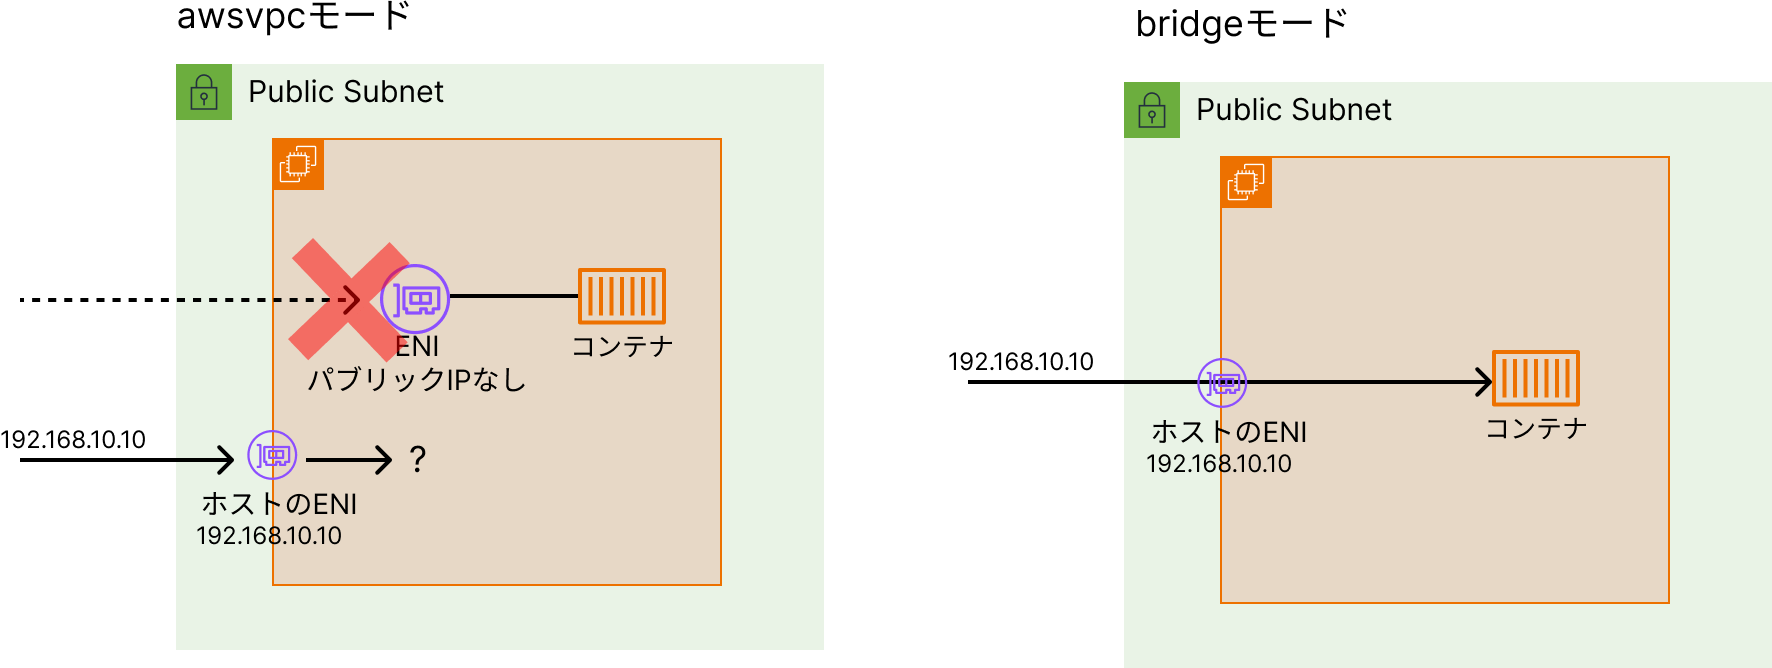 awsvpcモード
Public Subnet
ENI
パブリックIPなし
コンテナ
192.168.10.10
?
ホストのENI
192.168.10.10
bridgeモード
Public Subnet
192.168.10.10
ホストのENI
192.168.10.10
コンテナ